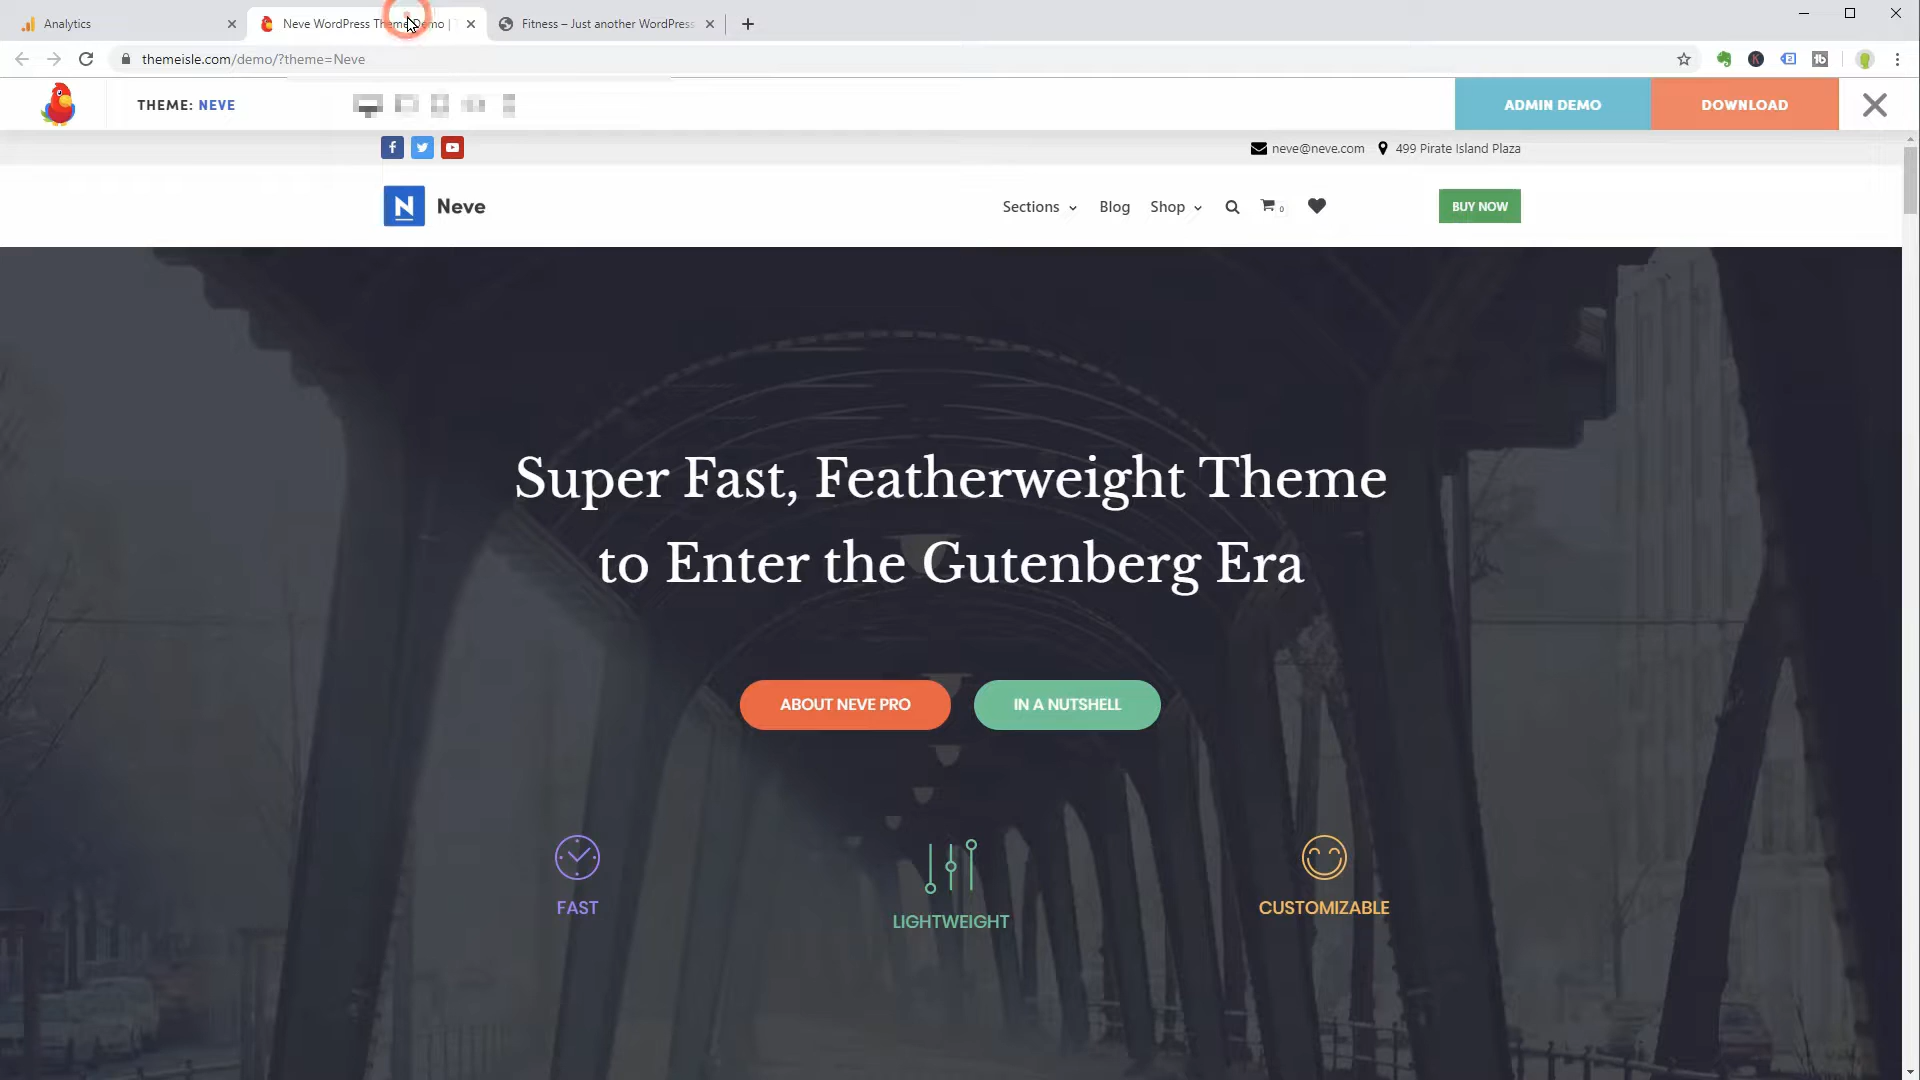 Analytics
Neve WordPress Theme Demo |
Fitness – Just another WordPress
themeisle.com/demo/?theme=Neve
THEME: NEVE
ADMIN DEMO
DOWNLOAD
neve@neve.com
499 Pirate Island Plaza
N Neve
Sections
Blog
Shop
0
BUY NOW
Super Fast, Featherweight Theme
to Enter the Gutenberg Era
ABOUT NEVE PRO
IN A NUTSHELL
FAST
LIGHTWEIGHT
CUSTOMIZABLE